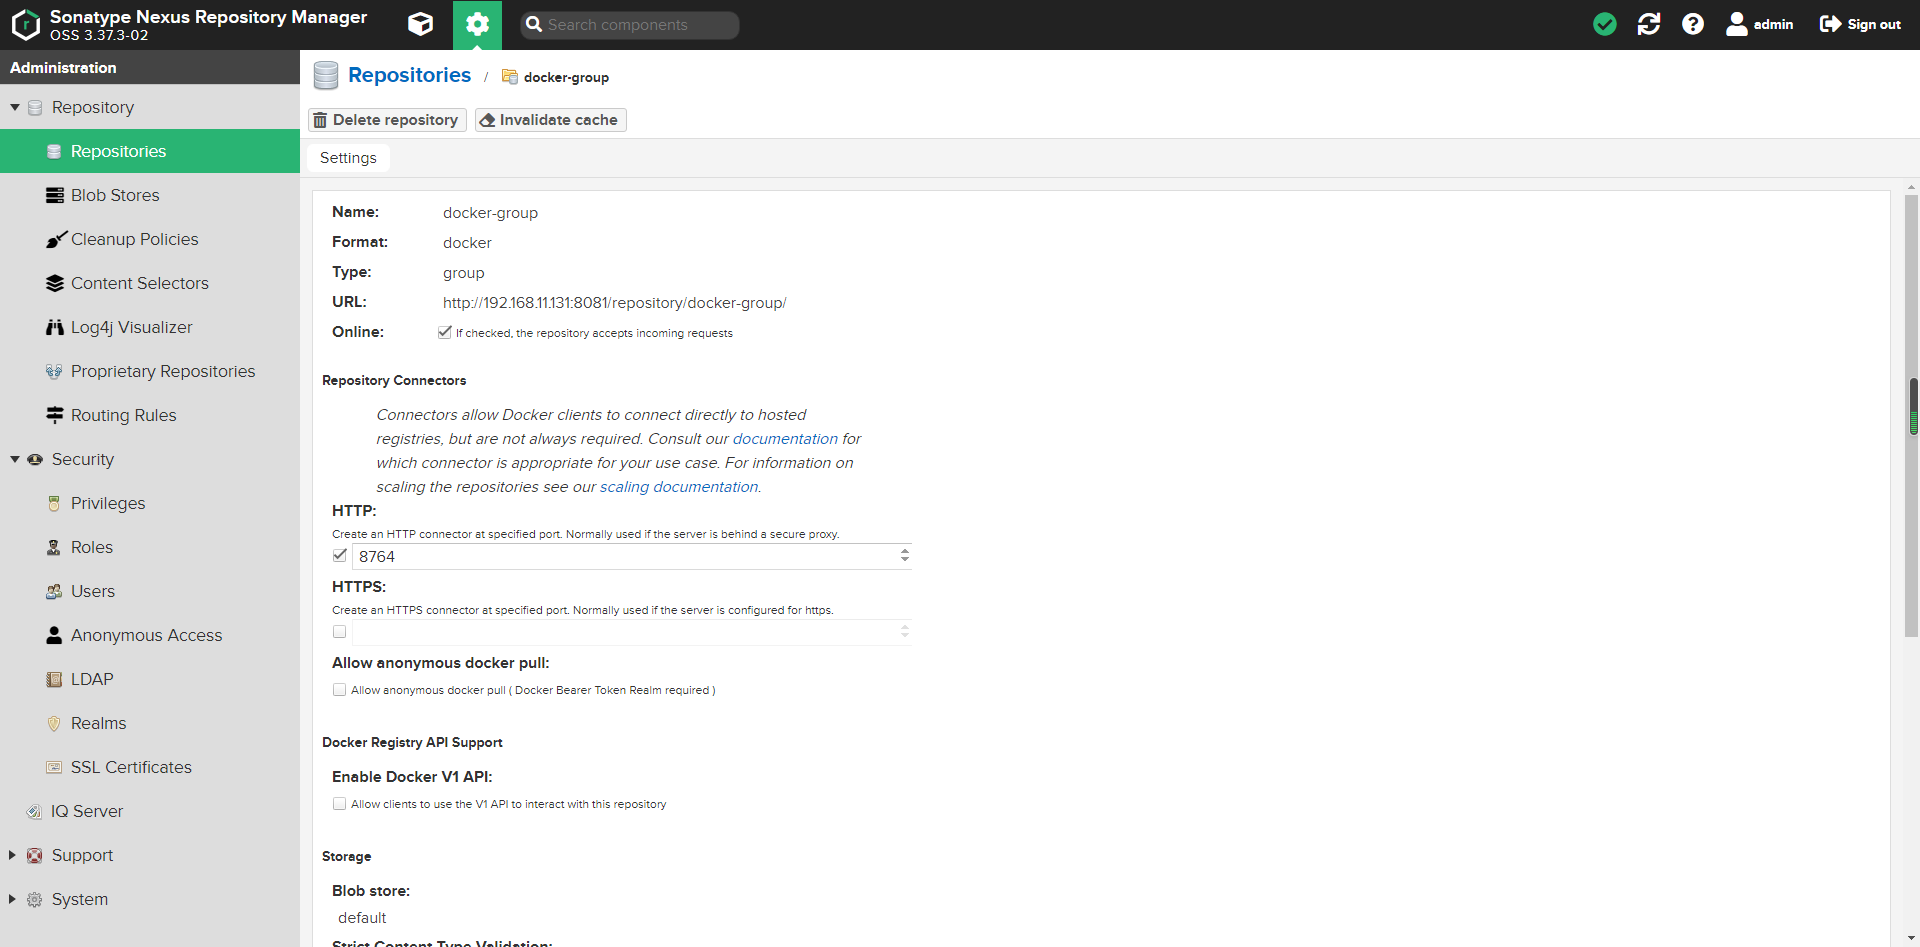 Sonatype Nexus Repository Manager
OSS 3.37.3-02
Search components
admin
Sign out
Administration
Repository
Repositories
Blob Stores
Cleanup Policies
Content Selectors
Log4j Visualizer
Proprietary Repositories
Routing Rules
Security
Privileges
Roles
Users
Anonymous Access
LDAP
Realms
SSL Certificates
IQ Server
Support
System
Repositories / docker-group
Delete repository
Invalidate cache
Settings
Name: docker-group
Format: docker
Type: group
URL: http://192.168.11.131:8081/repository/docker-group/
Online: If checked, the repository accepts incoming requests
Repository Connectors
Connectors allow Docker clients to connect directly to hosted
registries, but are not always required. Consult our documentation for
which connector is appropriate for your use case. For information on
scaling the repositories see our scaling documentation.
HTTP:
Create an HTTP connector at specified port. Normally used if the server is behind a secure proxy.
8764
HTTPS:
Create an HTTPS connector at specified port. Normally used if the server is configured for https.
Allow anonymous docker pull:
Allow anonymous docker pull ( Docker Bearer Token Realm required )
Docker Registry API Support
Enable Docker V1 API:
Allow clients to use the V1 API to interact with this repository
Storage
Blob store:
default
Strict Content Type Validation: